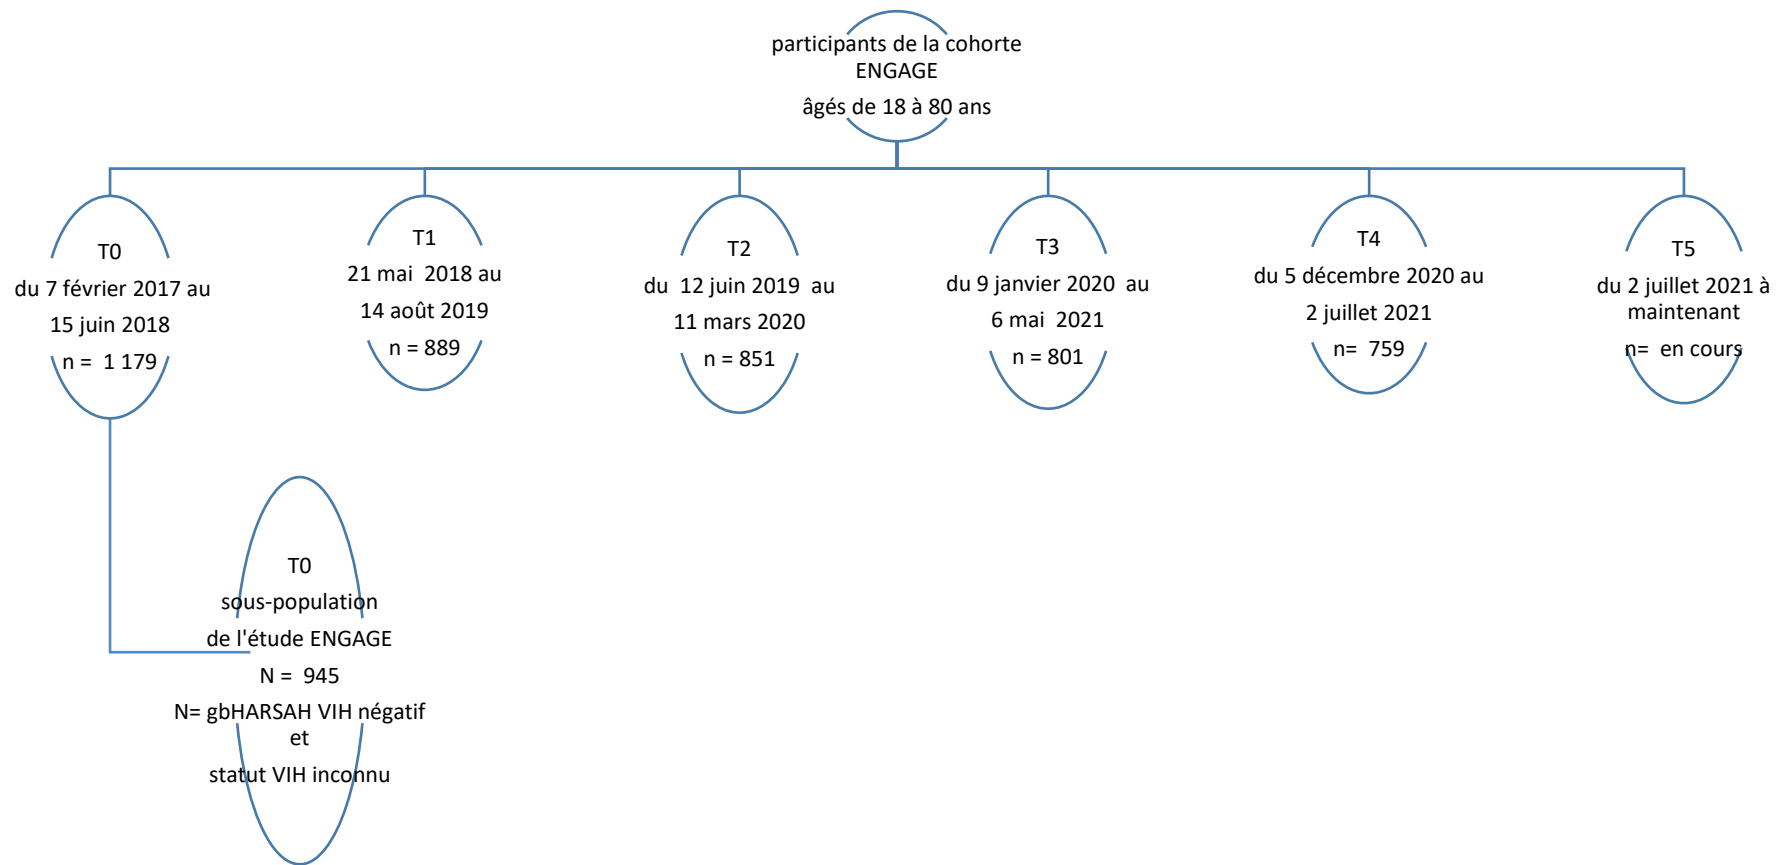 participants de la cohorte
ENGAGE
âgés de 18 à 80 ans
T0
du 7 février 2017 au
15 juin 2018
n = 1 179
T1
21 mai 2018 au
14 août 2019
n = 889
T2
du 12 juin 2019 au
11 mars 2020
n = 851
T3
du 9 janvier 2020 au
6 mai 2021
n = 801
T4
du 5 décembre 2020 au
2 juillet 2021
n= 759
T5
du 2 juillet 2021 à
maintenant
n= en cours
T0
sous-population
de l'étude ENGAGE
N = 945
N= gbHARSAH VIH négatif
et
statut VIH inconnu